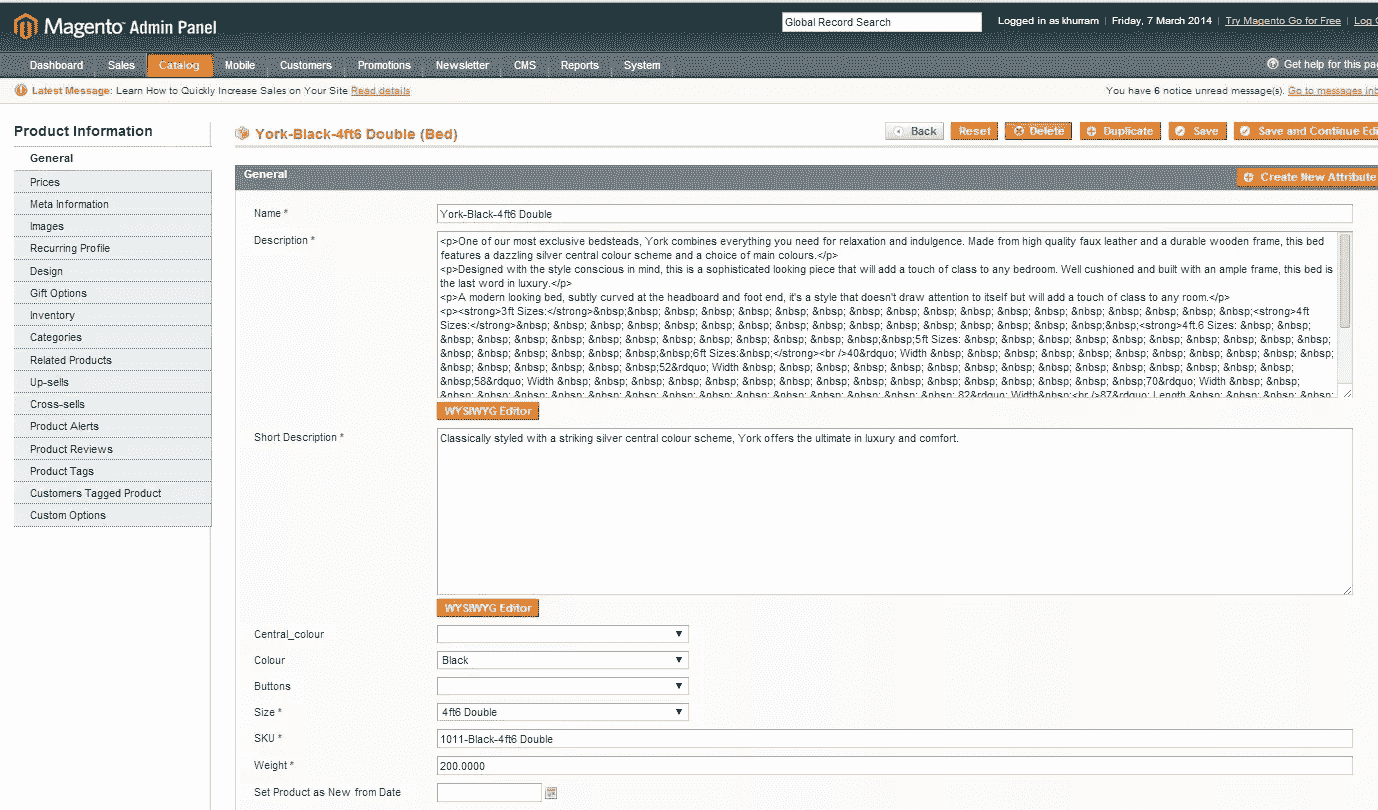 Magento Admin Panel
Global Record Search
Logged in as khurram | Friday, 7 March 2014 | Try Magento Go for Free | Log
Dashboard Sales Catalog Mobile Customers Promotions Newsletter CMS Reports System
Get help for this pa
Latest Message: Learn How to Quickly Increase Sales on Your Site Read details
You have 6 notice unread message(s). Go to messages inb
Product Information
General
Prices
Meta Information
Images
Recurring Profile
Design
Gift Options
Inventory
Categories
Related Products
Up-sells
Cross-sells
Product Alerts
Product Reviews
Product Tags
Customers Tagged Product
Custom Options
York-Black-4ft6 Double (Bed)
Back Reset Delete Duplicate Save Save and Continue Edi
General
Create New Attribute
Name *
York-Black-4ft6 Double
Description *
<p>One of our most exclusive bedsteads, York combines everything you need for relaxation and indulgence. Made from high quality faux leather and a durable wooden frame, this bed
features a dazzling silver central colour scheme and a choice of main colours.</p>
<p>Designed with the style conscious in mind, this is a sophisticated looking piece that will add a touch of class to any bedroom. Well cushioned and built with an ample frame, this bed is
the last word in luxury.</p>
<p>A modern looking bed, subtly curved at the headboard and foot end, it's a style that doesn't draw attention to itself but will add a touch of class to any room.</p>
<p><strong>3ft Sizes:</strong>&nbsp;&nbsp; &nbsp; &nbsp; &nbsp; &nbsp; &nbsp; &nbsp; &nbsp; &nbsp; &nbsp; &nbsp; &nbsp; &nbsp; &nbsp; &nbsp; &nbsp;&nbsp;<strong>4ft
Sizes:</strong>&nbsp; &nbsp; &nbsp; &nbsp; &nbsp; &nbsp; &nbsp; &nbsp; &nbsp; &nbsp; &nbsp; &nbsp; &nbsp; &nbsp; &nbsp; &nbsp;&nbsp;<strong>4ft.6 Sizes: &nbsp; &nbsp;
&nbsp; &nbsp; &nbsp; &nbsp; &nbsp; &nbsp; &nbsp; &nbsp; &nbsp; &nbsp; &nbsp;&nbsp;5ft Sizes: &nbsp; &nbsp; &nbsp; &nbsp; &nbsp; &nbsp; &nbsp; &nbsp; &nbsp; &nbsp;
&nbsp; &nbsp; &nbsp; &nbsp; &nbsp; &nbsp;&nbsp;6ft Sizes:&nbsp;</strong><br />40&rdquo; Width &nbsp; &nbsp; &nbsp; &nbsp; &nbsp; &nbsp; &nbsp; &nbsp; &nbsp; &nbsp; &nbsp;
&nbsp; &nbsp; &nbsp; &nbsp; &nbsp; &nbsp;52&rdquo; Width &nbsp; &nbsp; &nbsp; &nbsp; &nbsp; &nbsp; &nbsp; &nbsp; &nbsp; &nbsp; &nbsp; &nbsp; &nbsp; &nbsp; &nbsp;
&nbsp;58&rdquo; Width &nbsp; &nbsp; &nbsp; &nbsp; &nbsp; &nbsp; &nbsp; &nbsp; &nbsp; &nbsp; &nbsp; &nbsp; &nbsp; &nbsp; &nbsp; &nbsp;70&rdquo; Width &nbsp; &nbsp;
&nbsp; &nbsp; &nbsp; &nbsp; &nbsp; &nbsp; &nbsp; &nbsp; &nbsp; &nbsp; &nbsp; &nbsp; &nbsp; &nbsp; 82&rdquo; Width&nbsp;<br />87&rdquo; Length &nbsp; &nbsp; &nbsp; &nbsp;
WYSIWYG Editor
Short Description *
Classically styled with a striking silver central colour scheme, York offers the ultimate in luxury and comfort.
WYSIWYG Editor
Central_colour
Colour
Black
Buttons
Size *
4ft6 Double
SKU *
1011-Black-4ft6 Double
Weight *
200.0000
Set Product as New from Date